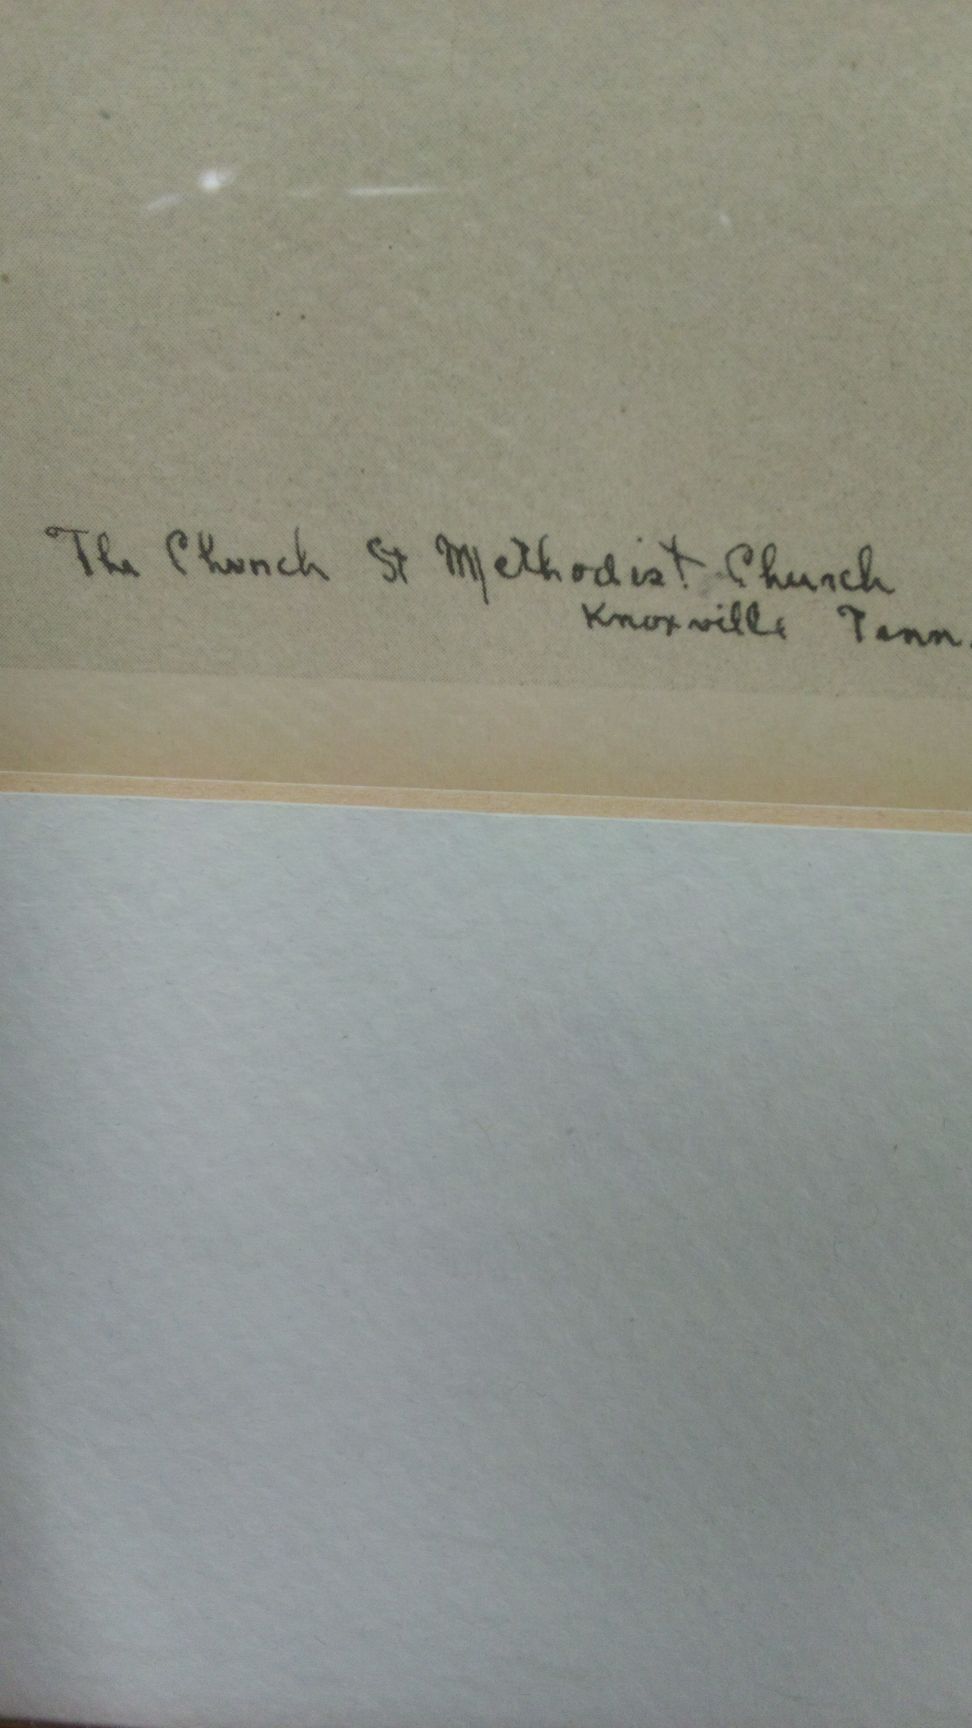 The Church St Methodist Church
Knoxville Tenn.